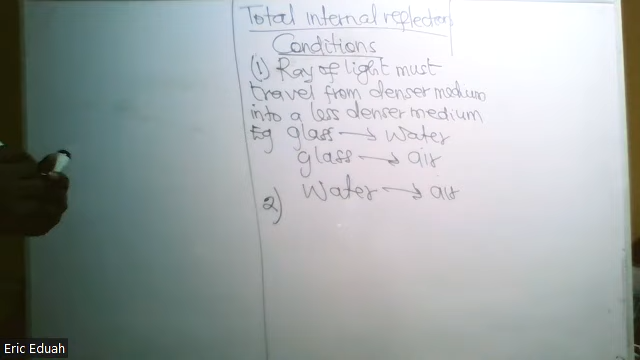 Total internal reflection
Conditions
(1) Ray of light must
travel from denser medium
into a less denser medium
Eg glass → Water
glass → air
Water → air
2)
Eric Eduah